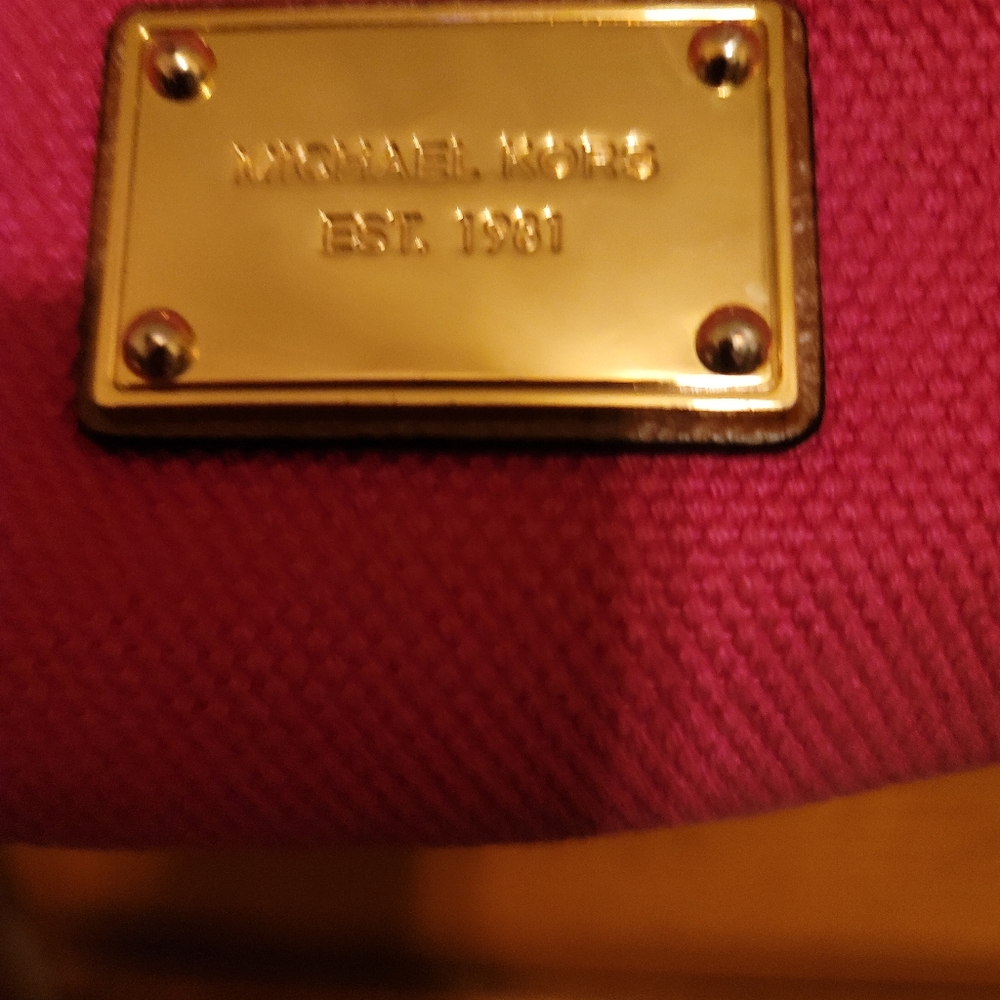 MICHAEL KORS
EST. 1981